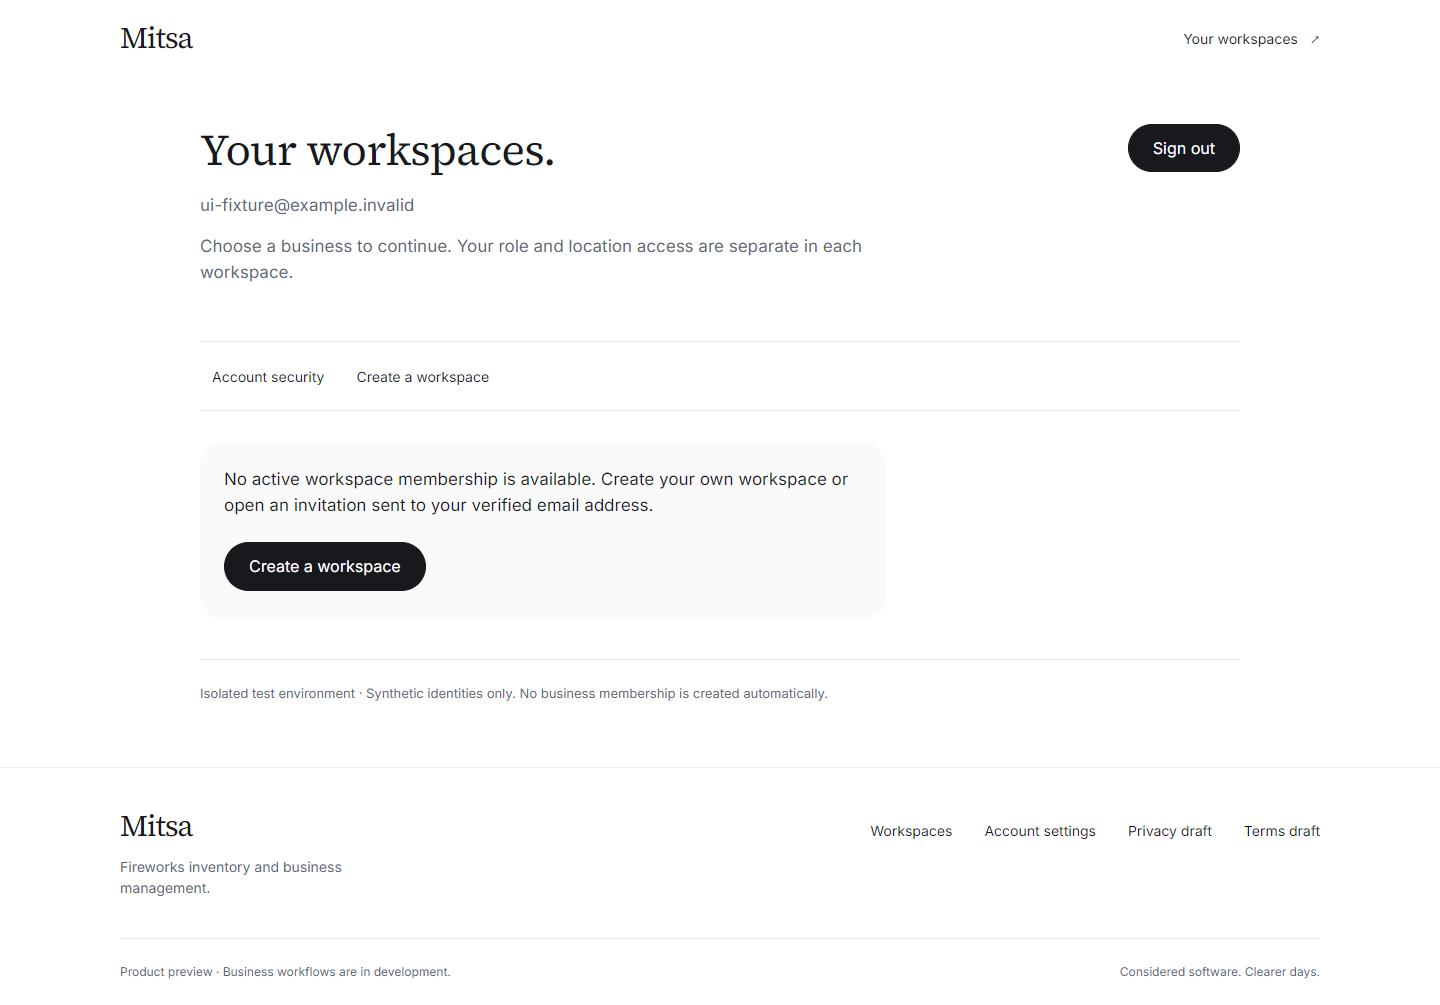 Mitsa
Your workspaces ↗
Your workspaces.
Sign out
ui-fixture@example.invalid
Choose a business to continue. Your role and location access are separate in each
workspace.
Account security
Create a workspace
No active workspace membership is available. Create your own workspace or
open an invitation sent to your verified email address.
Create a workspace
Isolated test environment · Synthetic identities only. No business membership is created automatically.
Mitsa
Fireworks inventory and business
management.
Workspaces
Account settings
Privacy draft
Terms draft
Product preview · Business workflows are in development.
Considered software. Clearer days.